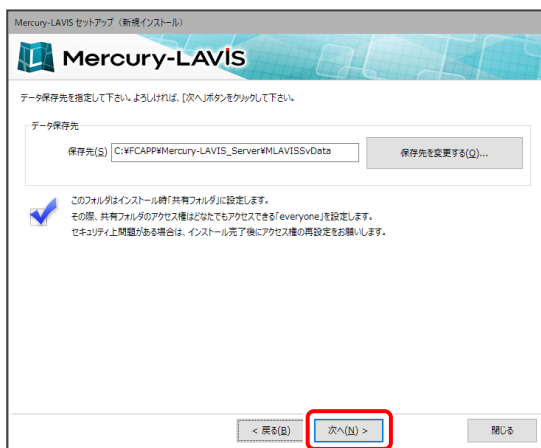 Mercury-LAVIS セットアップ（新規インストール）
Mercury-LAVIS
データ保存先を指定して下さい。よろしければ、[次へ]ボタンをクリックして下さい。
データ保存先
保存先(S) C:¥FCAPP¥Mercury-LAVIS_Server¥MLAVISSvData 保存先を変更する(O)...
このフォルダはインストール時「共有フォルダ」に設定します。
その際、共有フォルダのアクセス権はどなたでもアクセスできる「everyone」を設定します。
セキュリティ上問題がある場合は、インストール完了後にアクセス権の再設定をお願いします。
< 戻る(B) 次へ(N) > 閉じる